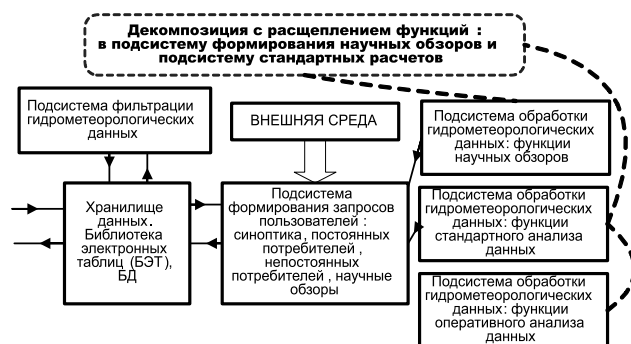 Декомпозиция с расщеплением функций :
в подсистему формирования научных обзоров и
подсистему стандартных расчетов
Подсистема фильтрации
гидрометеорологических
данных
ВНЕШНЯЯ СРЕДА
Подсистема обработки
гидрометеорологических
данных: функции
научных обзоров
Хранилище
данных.
Библиотека
электронных
таблиц (БЭТ),
БД
Подсистема
формирования запросов
пользователей :
синоптика , постоянных
потребителей ,
непостоянных
потребителей , научные
обзоры
Подсистема обработки
гидрометеорологических
данных: функции
стандартного анализа
данных
Подсистема обработки
гидрометеорологических
данных: функции
оперативного анализа
данных